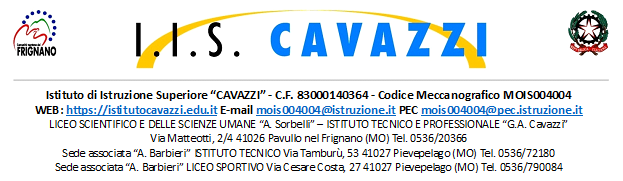 I.I.S. CAVAZZI
FRIGNANO
Istituto di Istruzione Superiore “CAVAZZI” - C.F. 83000140364 - Codice Meccanografico MOIS004004
WEB: https://istitutocavazzi.edu.it E-mail mois004004@istruzione.it PEC mois004004@pec.istruzione.it
LICEO SCIENTIFICO E DELLE SCIENZE UMANE “A. Sorbelli” – ISTITUTO TECNICO E PROFESSIONALE “G.A. Cavazzi”
Via Matteotti, 2/4 41026 Pavullo nel Frignano (MO) Tel. 0536/20366
Sede associata “A. Barbieri” ISTITUTO TECNICO Via Tamburù, 53 41027 Pievepelago (MO) Tel. 0536/72180
Sede associata “A. Barbieri” LICEO SPORTIVO Via Cesare Costa, 27 41027 Pievepelago (MO) Tel. 0536/790084